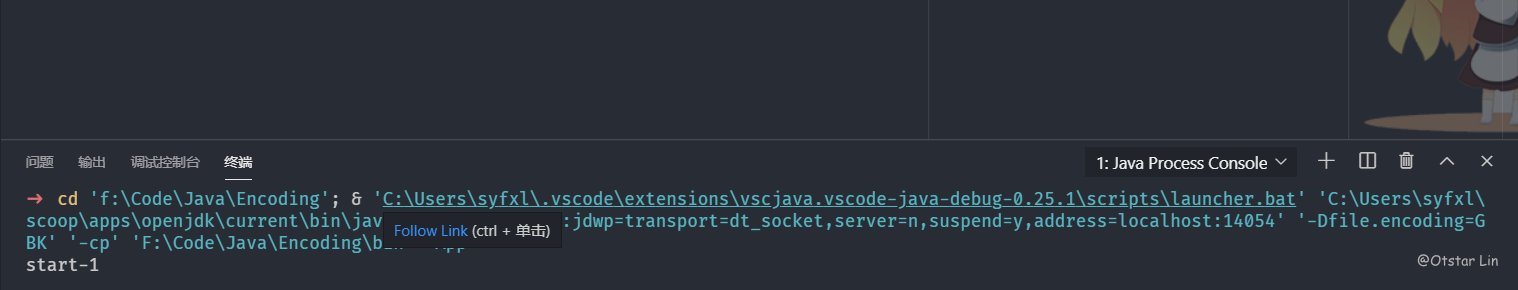 问题 输出 调试控制台 终端 1: Java Process Console
→ cd 'f:\Code\Java\Encoding'; & 'C:\Users\syfxl\.vscode\extensions\vscjava.vscode-java-debug-0.25.1\scripts\launcher.bat' 'C:\Users\syfxl\
scoop\apps\openjdk\current\bin\jav :jdwp=transport=dt_socket,server=n,suspend=y,address=localhost:14054' '-Dfile.encoding=G
Follow Link (ctrl + 单击)
BK' '-cp' 'F:\Code\Java\Encoding\bin
start-1
@Otstar Lin